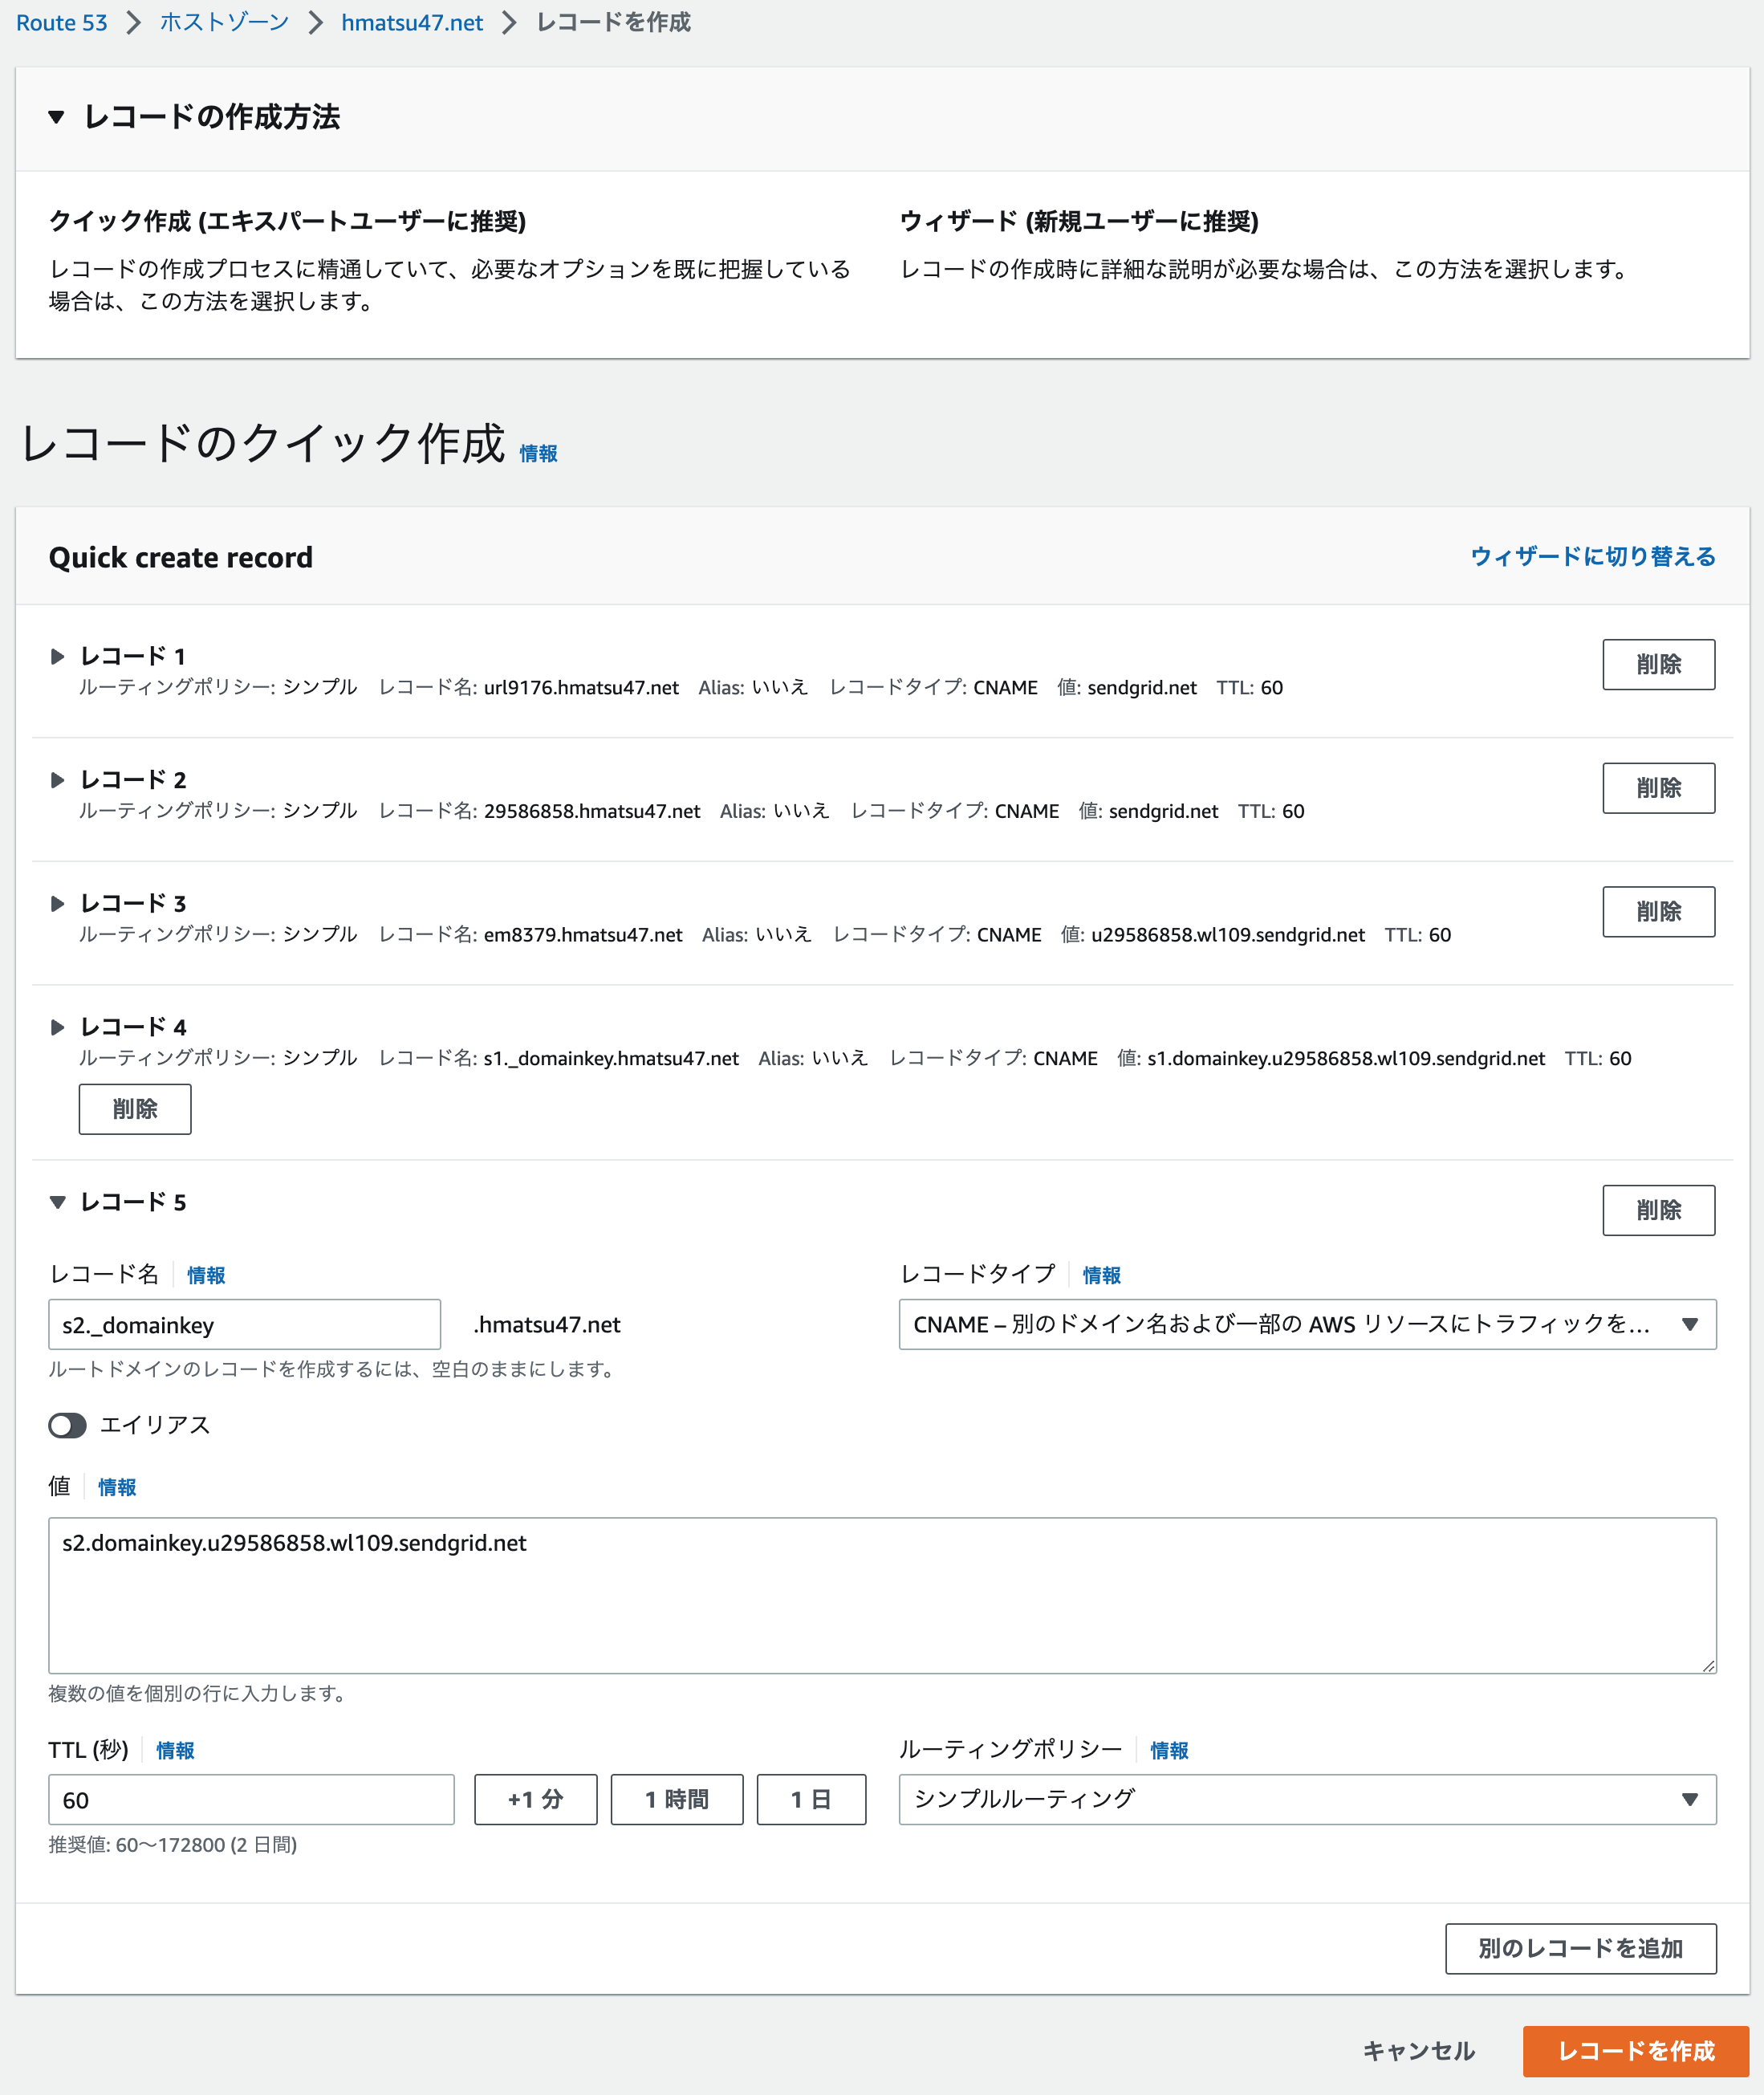 Route 53 > ホストゾーン > hmatsu47.net > レコードを作成
▼ レコードの作成方法
クイック作成 (エキスパートユーザーに推奨)
レコードの作成プロセスに精通していて、必要なオプションを既に把握している
場合は、この方法を選択します。
ウィザード (新規ユーザーに推奨)
レコードの作成時に詳細な説明が必要な場合は、この方法を選択します。
レコードのクイック作成 情報
Quick create record
ウィザードに切り替える
レコード 1
削除
ルーティングポリシー: シンプル レコード名: url9176.hmatsu47.net Alias: いいえ レコードタイプ: CNAME 値: sendgrid.net TTL: 60
レコード 2
削除
ルーティングポリシー: シンプル レコード名: 29586858.hmatsu47.net Alias: いいえ レコードタイプ: CNAME 値: sendgrid.net TTL: 60
レコード 3
削除
ルーティングポリシー: シンプル レコード名: em8379.hmatsu47.net Alias: いいえ レコードタイプ: CNAME 値: u29586858.wl109.sendgrid.net TTL: 60
レコード 4
ルーティングポリシー: シンプル レコード名: s1._domainkey.hmatsu47.net Alias: いいえ レコードタイプ: CNAME 値: s1.domainkey.u29586858.wl109.sendgrid.net TTL: 60
削除
レコード 5
削除
レコード名 情報
s2._domainkey .hmatsu47.net
ルートドメインのレコードを作成するには、空白のままにします。
レコードタイプ 情報
CNAME – 別のドメイン名および一部の AWS リソースにトラフィックを...
エイリアス
値 情報
s2.domainkey.u29586858.wl109.sendgrid.net
複数の値を個別の行に入力します。
TTL (秒) 情報
60 +1 分 1 時間 1 日
推奨値: 60～172800 (2 日間)
ルーティングポリシー 情報
シンプルルーティング
別のレコードを追加
キャンセル レコードを作成